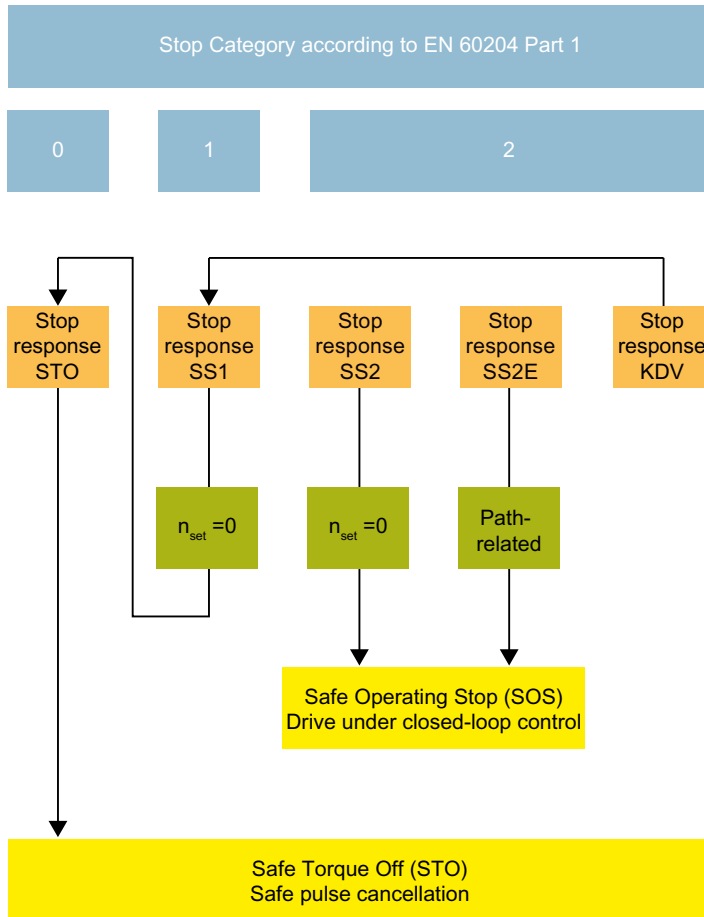 Stop Category according to EN 60204 Part 1
0
1
2
Stop
response
STO
Stop
response
SS1
Stop
response
SS2
Stop
response
SS2E
Stop
response
KDV
n_set =0
n_set =0
Path-
related
Safe Operating Stop (SOS)
Drive under closed-loop control
Safe Torque Off (STO)
Safe pulse cancellation